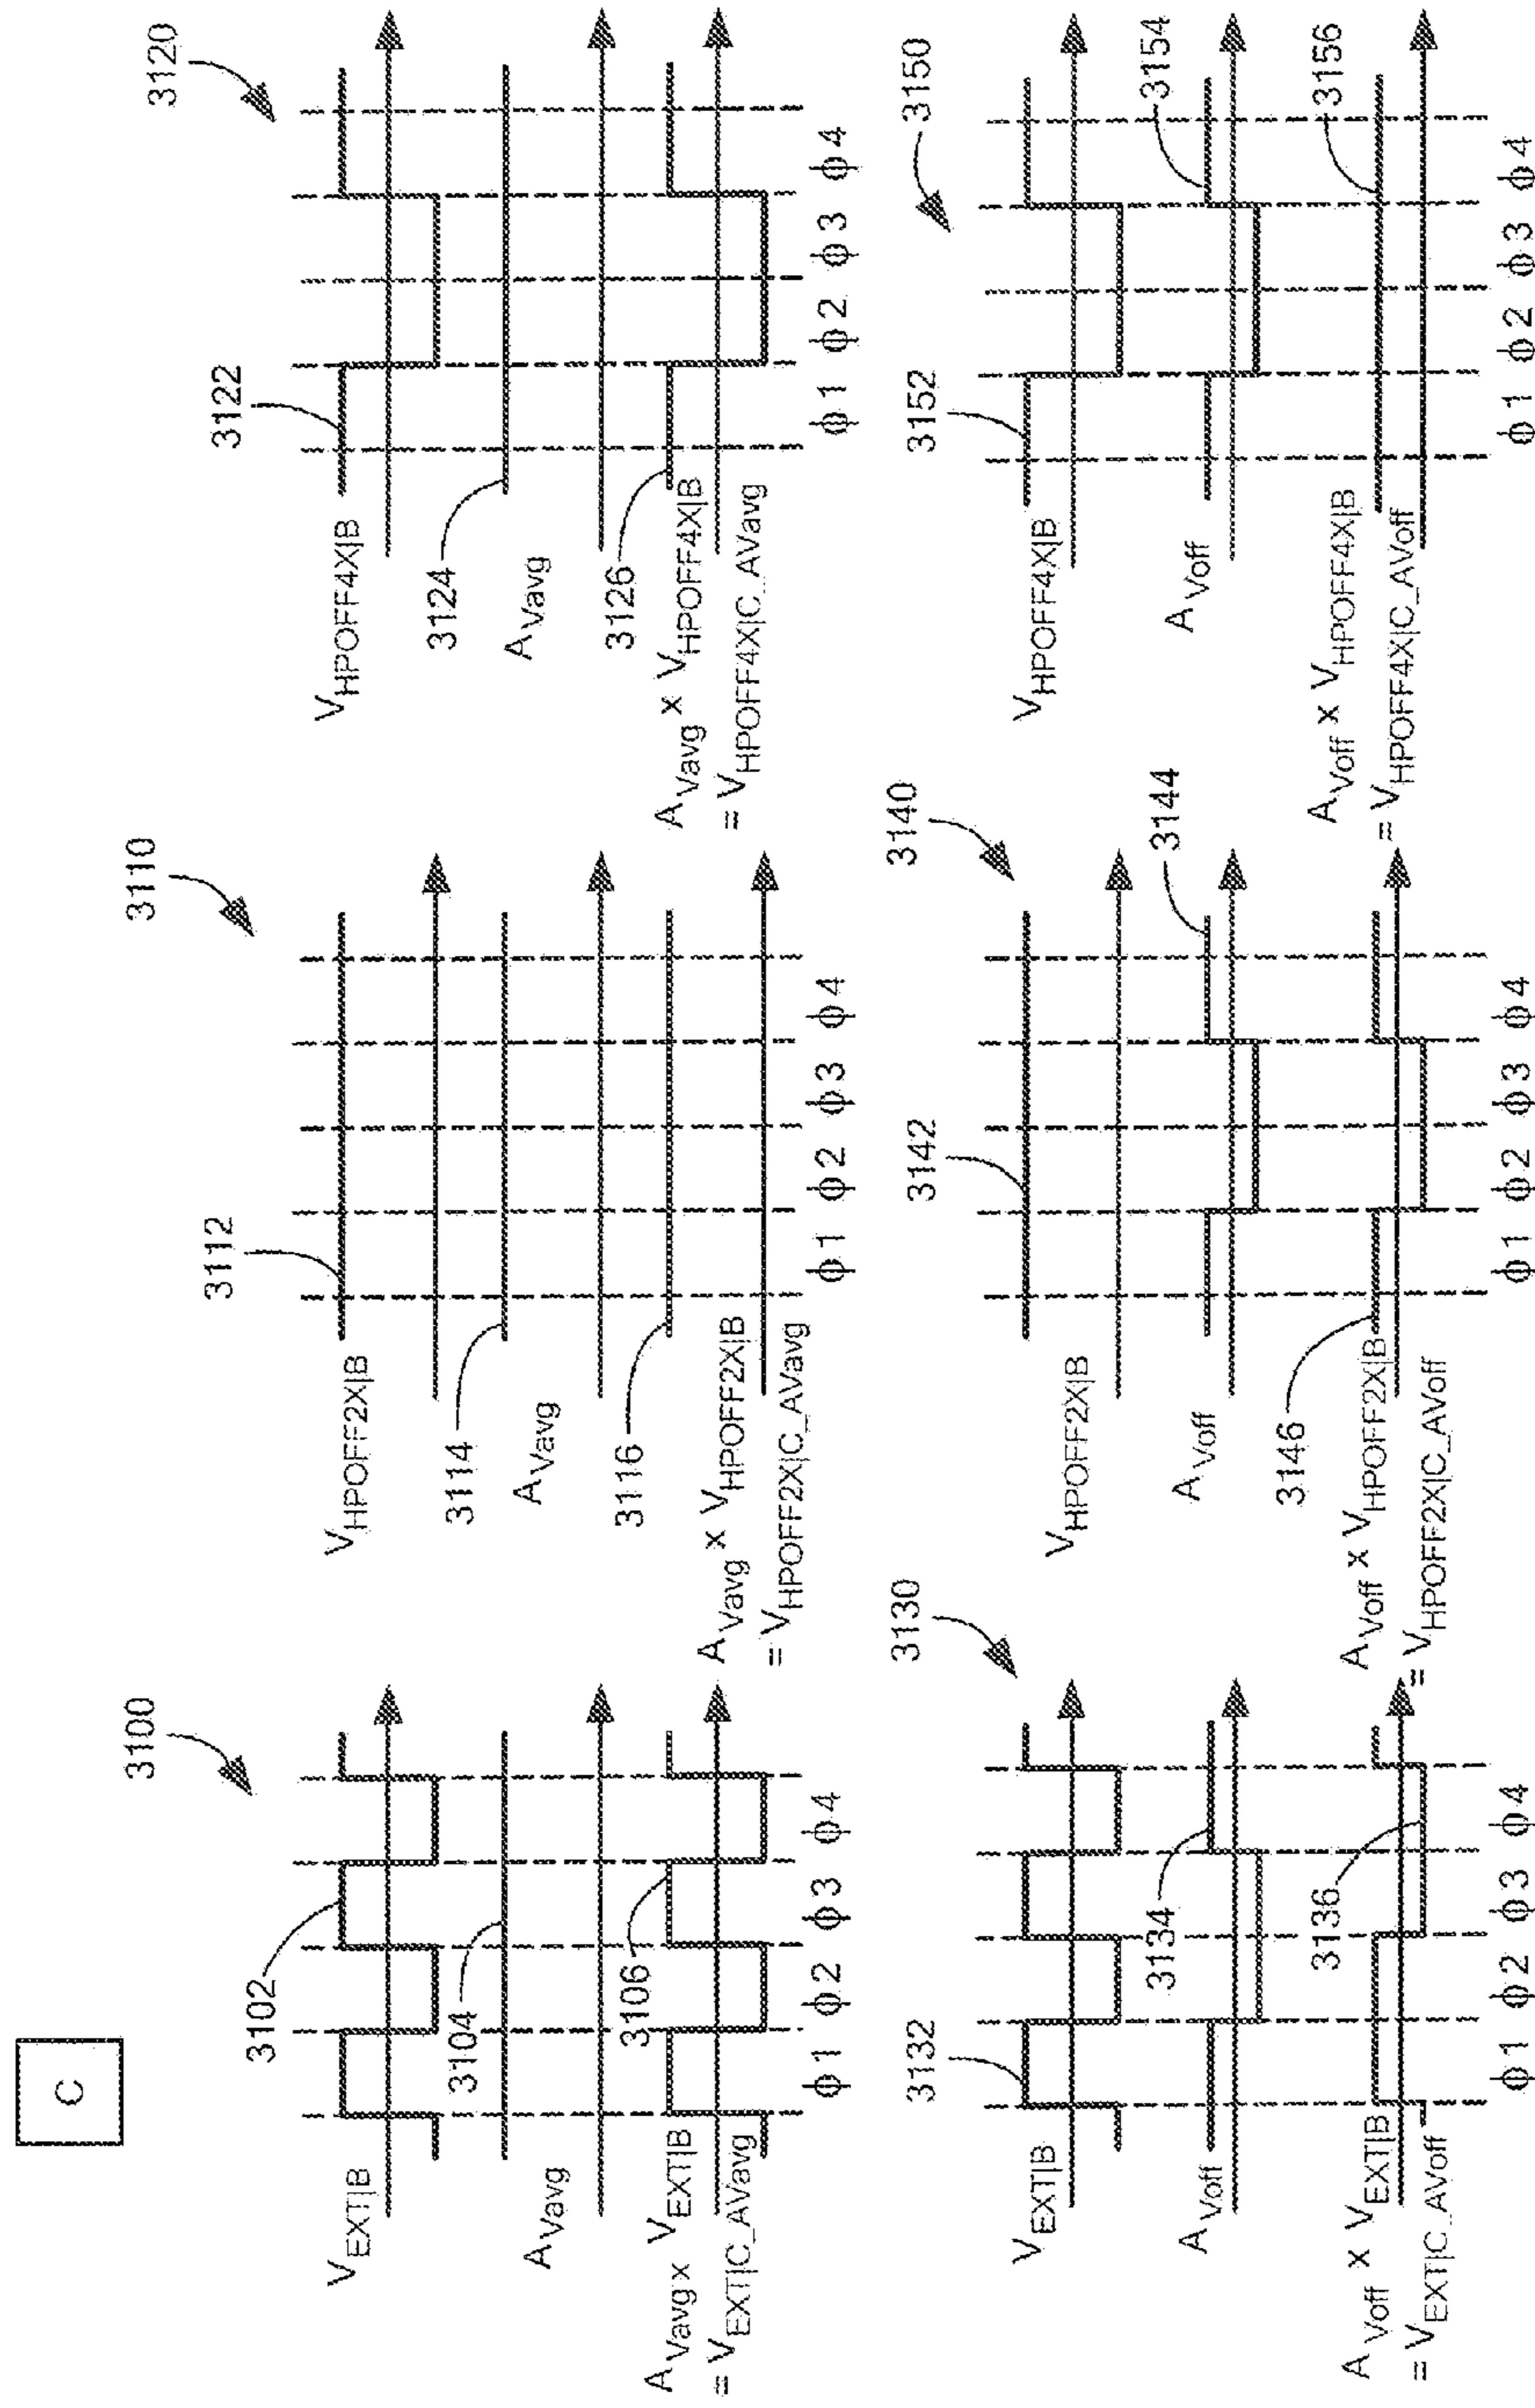 C
3100
V_EXT|B
3102
3104
A_Vavg
3106
A_Vavg x V_EXT|B
= V_EXT|C_AVavg
ϕ1 ϕ2 ϕ3 ϕ4
3110
3112
V_HPOFF2X|B
3114
A_Vavg
3116
A_Vavg x V_HPOFF2X|B
= V_HPOFF2X|C_AVavg
ϕ1 ϕ2 ϕ3 ϕ4
3120
3122
V_HPOFF4X|B
3124
A_Vavg
3126
A_Vavg x V_HPOFF4X|B
= V_HPOFF4X|C_AVavg
ϕ1 ϕ2 ϕ3 ϕ4
3130
3132
V_EXT|B
3134
A_Voff
3136
A_Voff x V_EXT|B
= V_EXT|C_AVoff
ϕ1 ϕ2 ϕ3 ϕ4
3140
3142
V_HPOFF2X|B
3144
A_Voff
3146
A_Voff x V_HPOFF2X|B
= V_HPOFF2X|C_AVoff
ϕ1 ϕ2 ϕ3 ϕ4
3150
3152
V_HPOFF4X|B
3154
A_Voff
3156
A_Voff x V_HPOFF4X|B
= V_HPOFF4X|C_AVoff
ϕ1 ϕ2 ϕ3 ϕ4